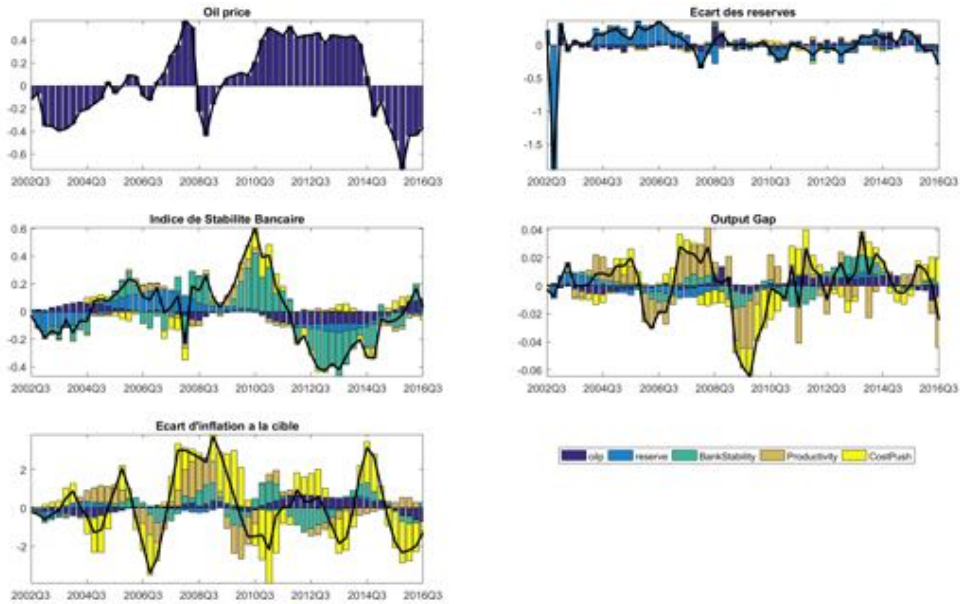 Oil price
0.4
0.2
0
-0.2
-0.4
-0.6
2002Q3 2004Q3 2006Q3 2008Q3 2010Q3 2012Q3 2014Q3 2016Q3
Ecart des reserves
0
-0.5
-1
-1.5
2002Q3 2004Q3 2006Q3 2008Q3 2010Q3 2012Q3 2014Q3 2016Q3
Indice de Stabilite Bancaire
0.6
0.4
0.2
0
-0.2
-0.4
2002Q3 2004Q3 2006Q3 2008Q3 2010Q3 2012Q3 2014Q3 2016Q3
Output Gap
0.04
0.02
0
-0.02
-0.04
-0.06
2002Q3 2004Q3 2006Q3 2008Q3 2010Q3 2012Q3 2014Q3 2016Q3
Ecart d'inflation a la cible
2
0
-2
2002Q3 2004Q3 2006Q3 2008Q3 2010Q3 2012Q3 2014Q3 2016Q3
oilp reserve BankStability Productivity CostPush